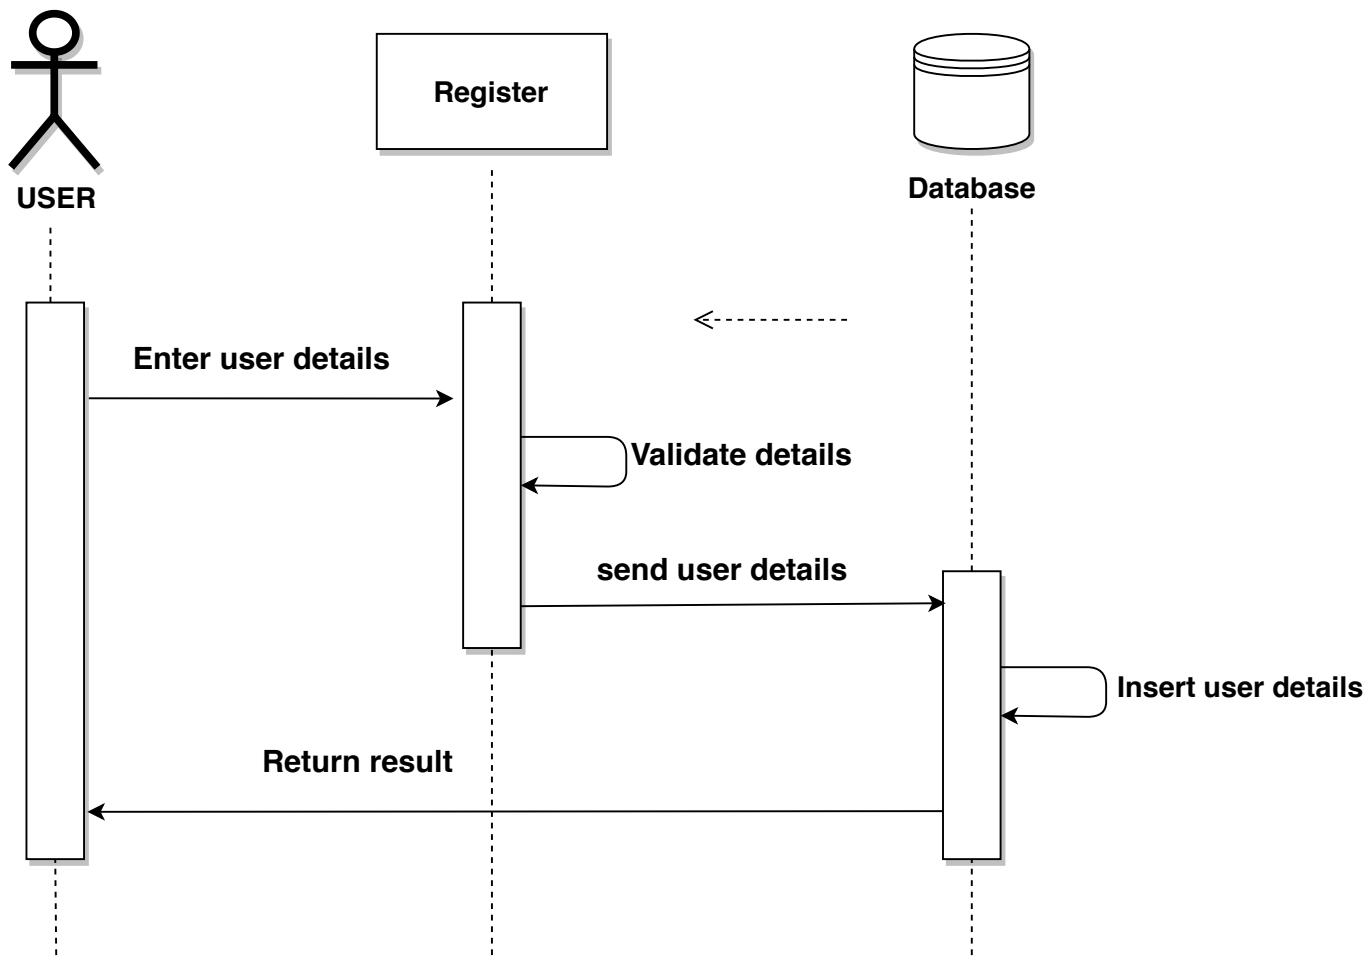 Register
Database
USER
Enter user details
Validate details
send user details
Insert user details
Return result